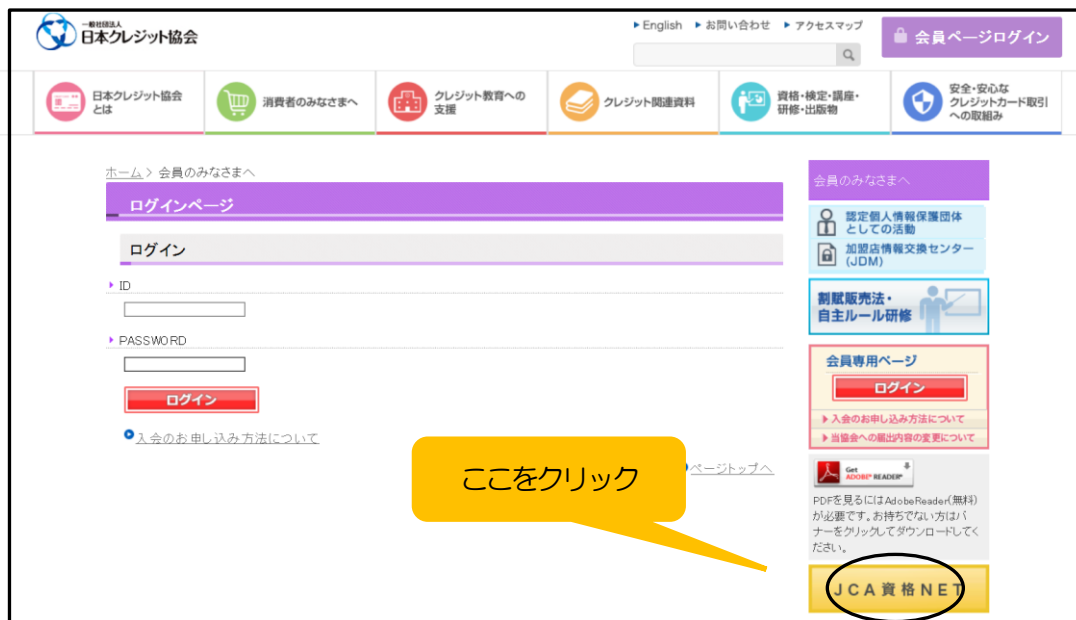 一般社団法人
日本クレジット協会
English お問い合わせ アクセスマップ
会員ページログイン
日本クレジット協会
とは
消費者のみなさまへ
クレジット教育への
支援
クレジット関連資料
資格・検定・講座・
研修・出版物
安全・安心な
クレジットカード取引
への取組み
ホーム > 会員のみなさまへ
ログインページ
ログイン
ID
PASSWORD
ログイン
入会のお申し込み方法について
ページトップへ
ここをクリック
会員のみなさまへ
認定個人情報保護団体
としての活動
加盟店情報交換センター
(JDM)
割賦販売法・
自主ルール研修
会員専用ページ
ログイン
入会のお申し込み方法について
当協会への届出内容の変更について
Get
ADOBE® READER®
PDFを見るにはAdobeReader(無料)
が必要です。お持ちでない方はバ
ナーをクリックしてダウンロードしてく
ださい。
JCA資格NET